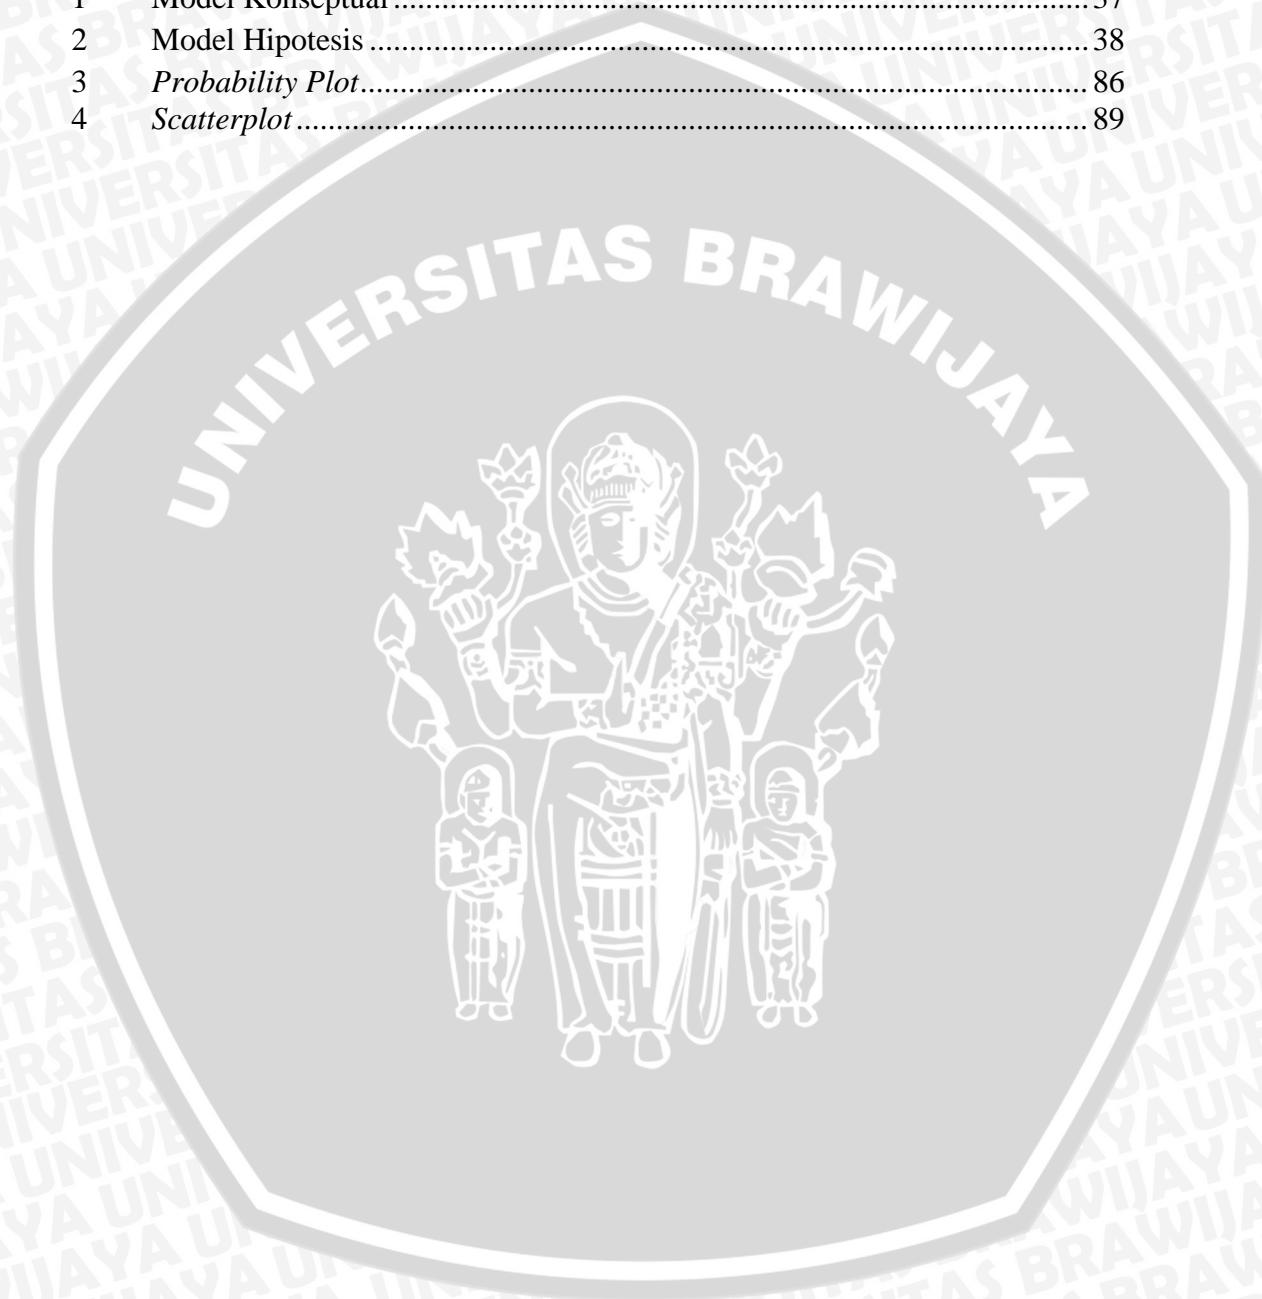 1 Model Konseptual........................................................................................37
2 Model Hipotesis ..........................................................................................38
3 Probability Plot........................................................................................... 86
4 Scatterplot ................................................................................................... 89
UNIVERSITAS BRAWIJAYA